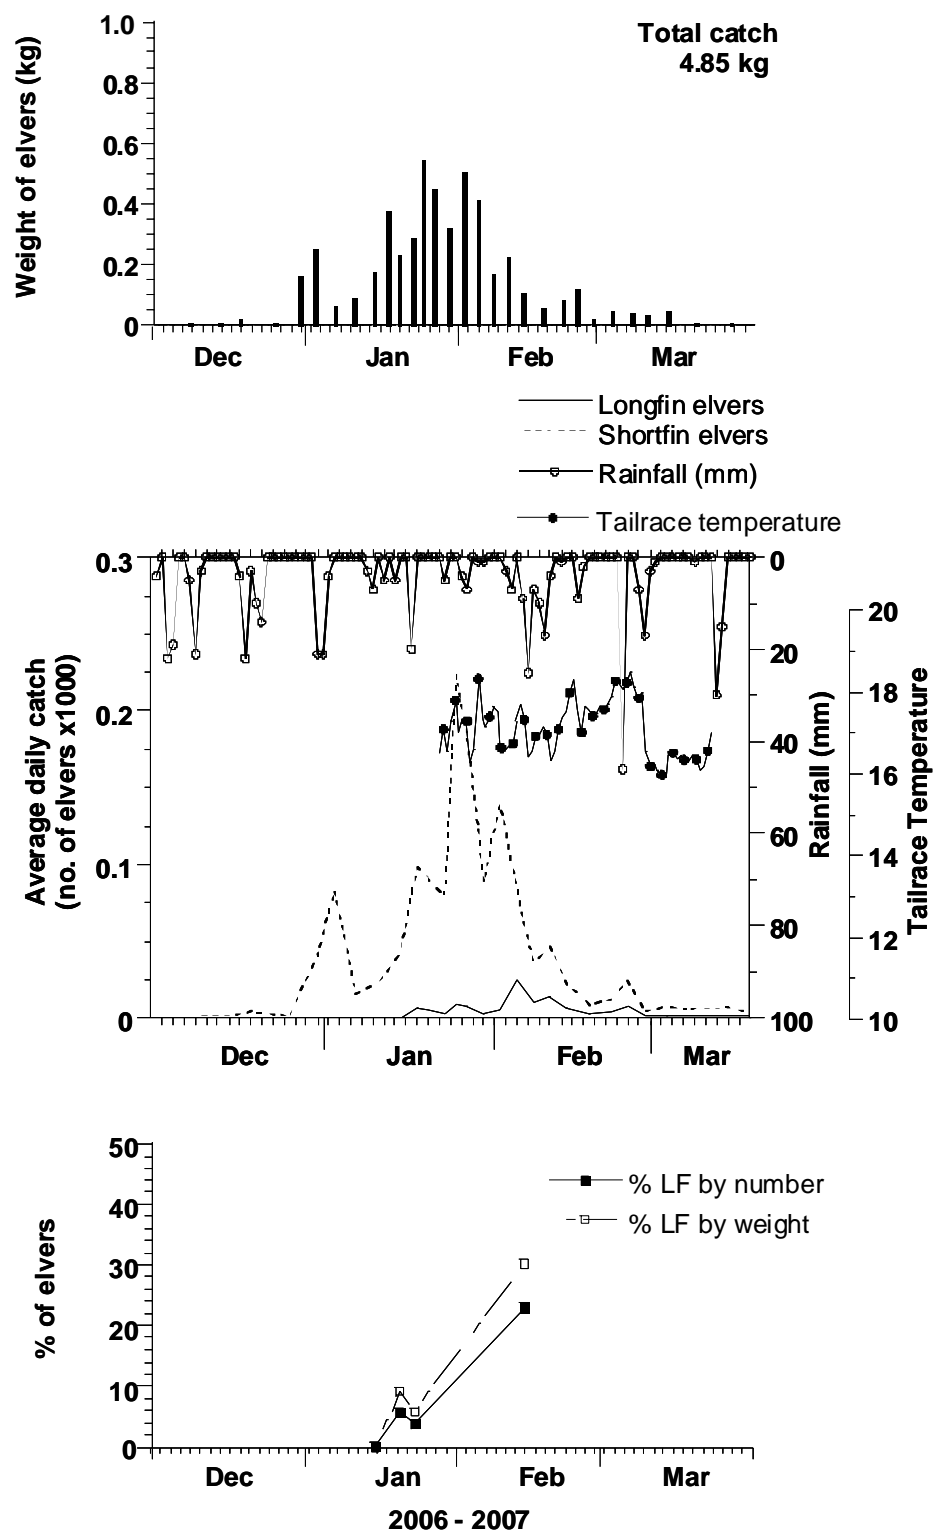 Total catch
4.85 kg
Weight of elvers (kg)
1.0
0.8
0.6
0.4
0.2
0
Dec Jan Feb Mar
Longfin elvers
Shortfin elvers
Rainfall (mm)
Tailrace temperature
Average daily catch
(no. of elvers x1000)
0.3
0.2
0.1
0
0
20
40
60
80
100
Rainfall (mm)
20
18
16
14
12
10
Tailrace Temperature
Dec Jan Feb Mar
% of elvers
50
40
30
20
10
0
% LF by number
% LF by weight
Dec Jan Feb Mar
2006 - 2007